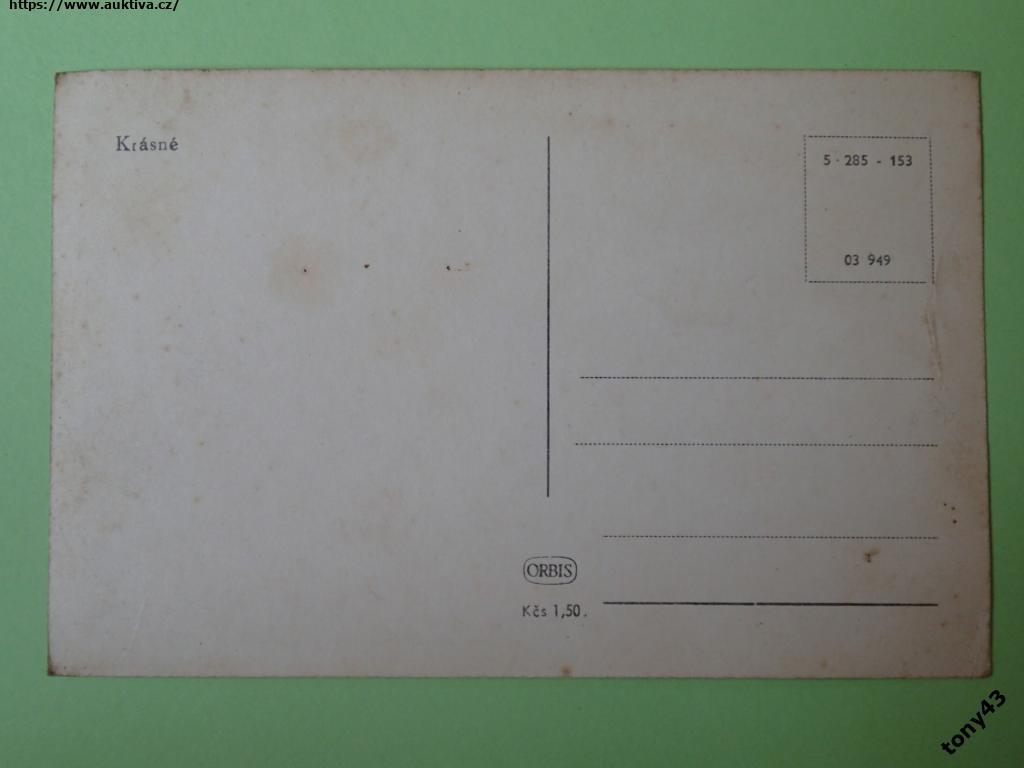 https://www.auktiva.cz/
Krásné
5 · 285 - 153
03 949
ORBIS
Kčs 1,50.
tony43